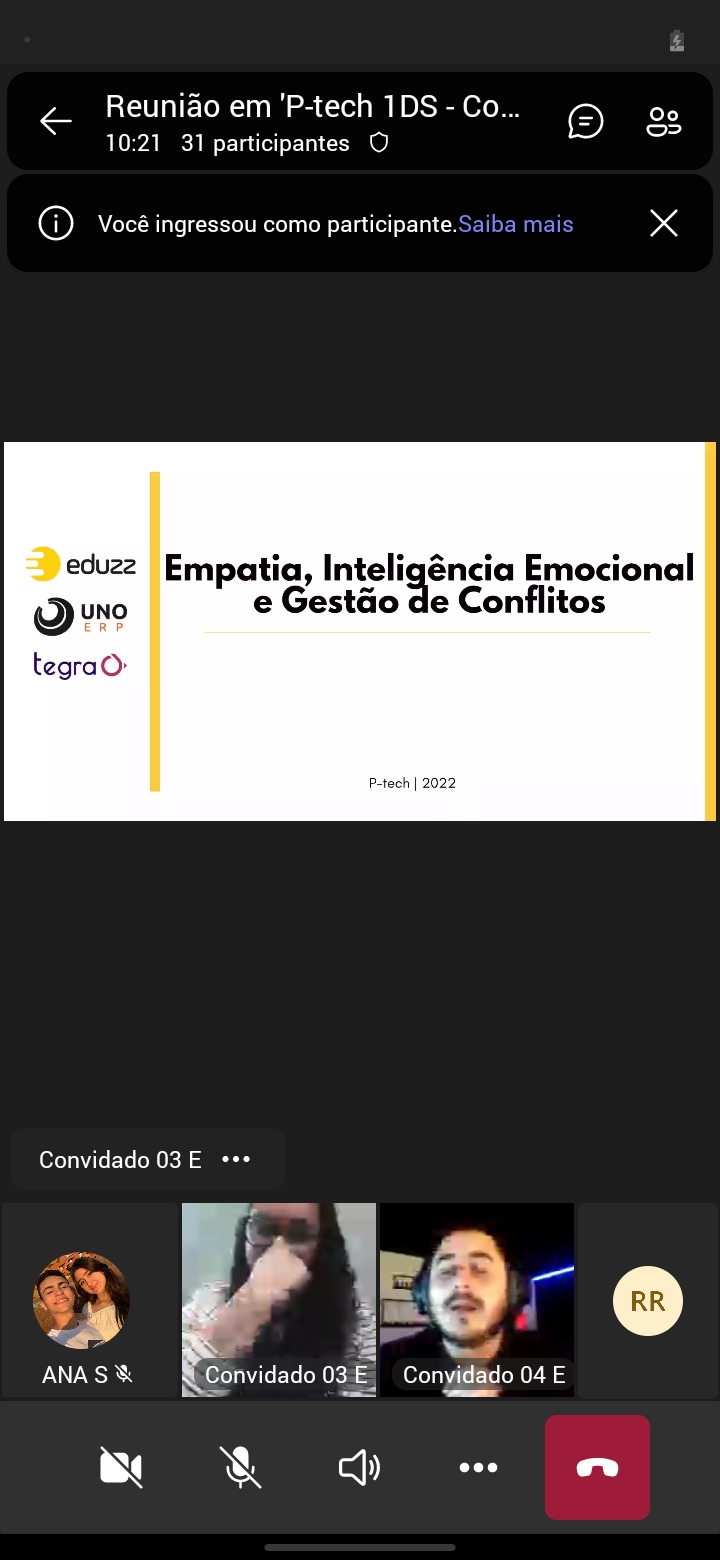 Reunião em 'P-tech 1DS - Co...
10:21 31 participantes
Você ingressou como participante.Saiba mais
eduzz
UNO
ERP
tegra
Empatia, Inteligência Emocional
e Gestão de Conflitos
P-tech | 2022
Convidado 03 E
ANA S
Convidado 03 E
Convidado 04 E
RR